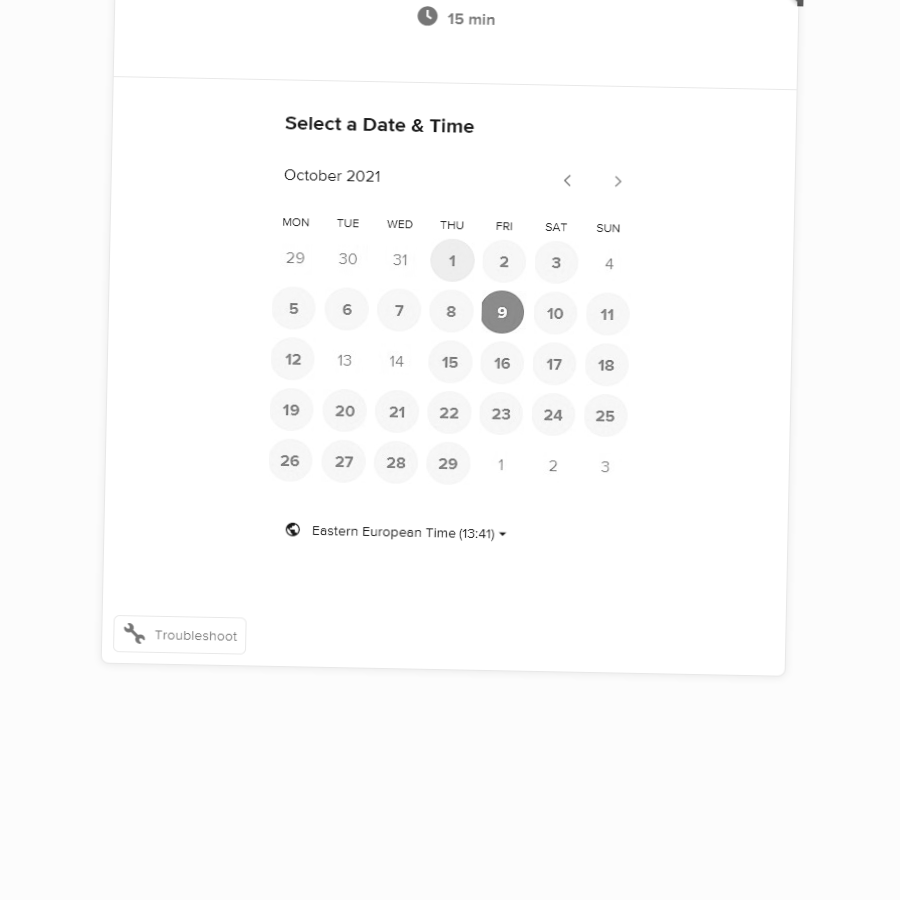 15 min
Select a Date & Time
October 2021
MON TUE WED THU FRI SAT SUN
29 30 31 1 2 3 4
5 6 7 8 9 10 11
12 13 14 15 16 17 18
19 20 21 22 23 24 25
26 27 28 29 1 2 3
Eastern European Time (13:41)
Troubleshoot